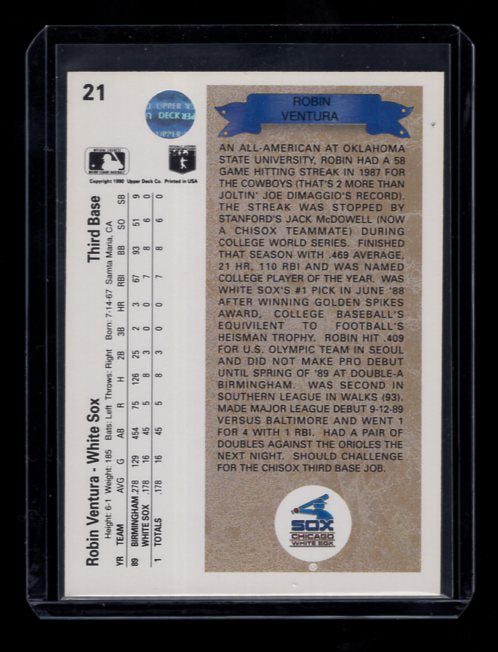 21
UPPER
DECK
UPPER
Copyright 1990 Upper Deck Co. Printed in USA
Robin Ventura - White Sox Third Base
Height: 6-1 Weight: 185 Bats: Left Throws: Right Born: 7-14-67 Samta Maria, CA
YR TEAM AVG G AB R H 2B 3B HR RBI BB SO SB
89 BIRMINGHAM .278 129 454 75 126 25 2 3 67 93 51 9
WHITE SOX .178 16 45 5 8 3 0 0 7 8 6 0
1 TOTALS .178 16 45 5 8 3 0 0 7 8 6 0
ROBIN
VENTURA
AN ALL-AMERICAN AT OKLAHOMA
STATE UNIVERSITY, ROBIN HAD A 58
GAME HITTING STREAK IN 1987 FOR
THE COWBOYS (THAT'S 2 MORE THAN
JOLTIN' JOE DIMAGGIO'S RECORD).
THE STREAK WAS STOPPED BY
STANFORD'S JACK McDOWELL (NOW
A CHISOX TEAMMATE) DURING
COLLEGE WORLD SERIES. FINISHED
THAT SEASON WITH .469 AVERAGE,
21 HR, 110 RBI AND WAS NAMED
COLLEGE PLAYER OF THE YEAR. WAS
WHITE SOX'S #1 PICK IN JUNE '88
AFTER WINNING GOLDEN SPIKES
AWARD, COLLEGE BASEBALL'S
EQUIVILENT TO FOOTBALL'S
HEISMAN TROPHY. ROBIN HIT .409
FOR U.S. OLYMPIC TEAM IN SEOUL
AND DID NOT MAKE PRO DEBUT
UNTIL SPRING OF '89 AT DOUBLE-A
BIRMINGHAM. WAS SECOND IN
SOUTHERN LEAGUE IN WALKS (93).
MADE MAJOR LEAGUE DEBUT 9-12-89
VERSUS BALTIMORE AND WENT 1
FOR 4 WITH 1 RBI. HAD A PAIR OF
DOUBLES AGAINST THE ORIOLES THE
NEXT NIGHT. SHOULD CHALLENGE
FOR THE CHISOX THIRD BASE JOB.
SOX
CHICAGO
WHITE SOX